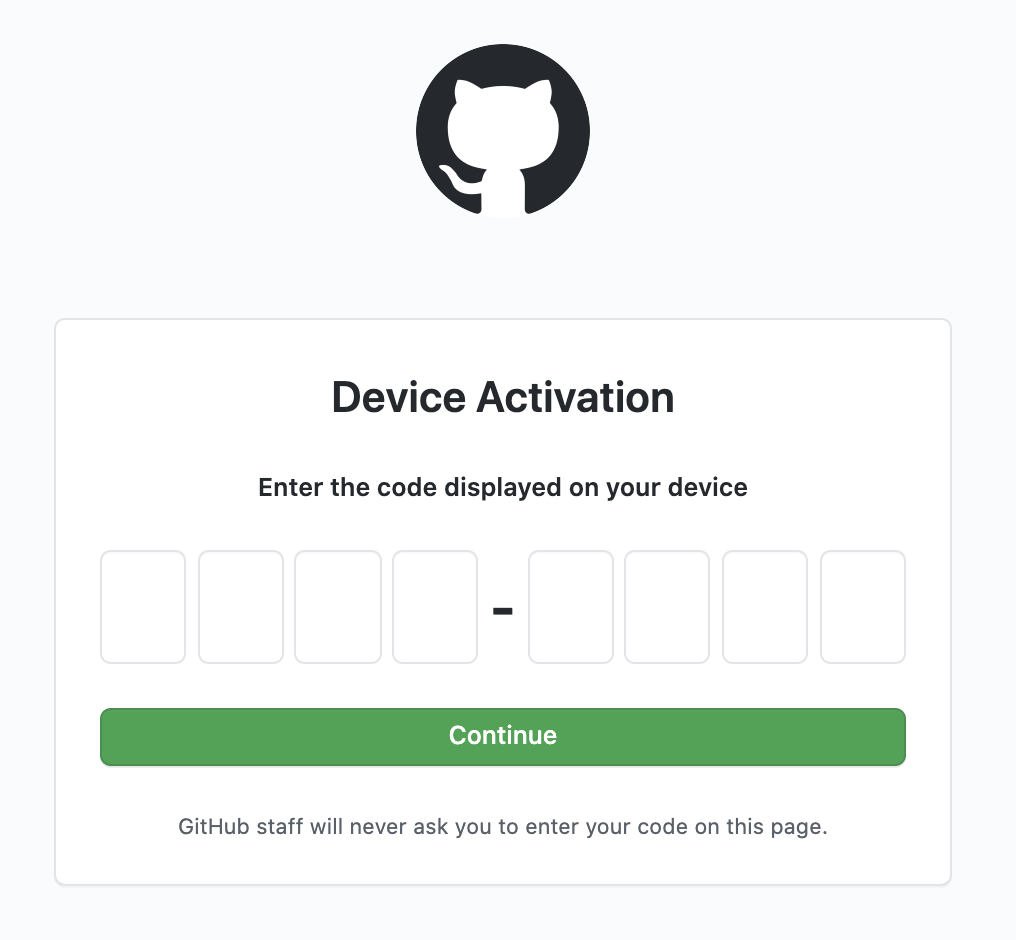 Device Activation
Enter the code displayed on your device
-
Continue
GitHub staff will never ask you to enter your code on this page.